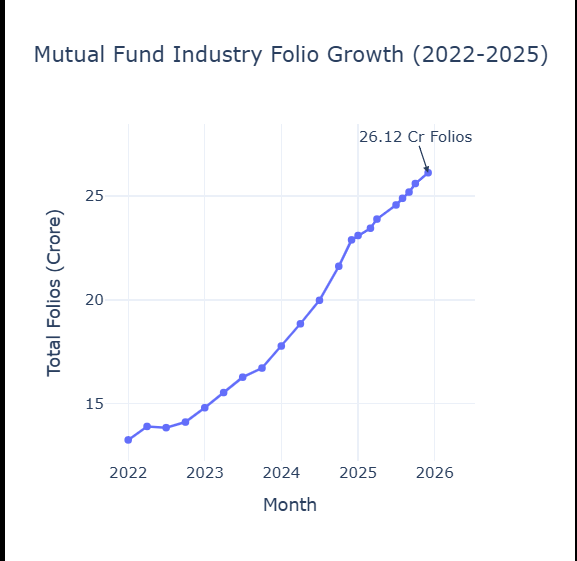 Mutual Fund Industry Folio Growth (2022-2025)
26.12 Cr Folios
25
20
15
Total Folios (Crore)
2022 2023 2024 2025 2026
Month